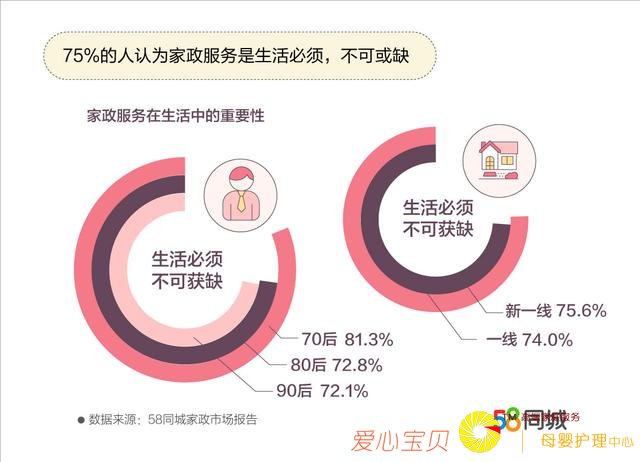 75%的人认为家政服务是生活必须，不可或缺
家政服务在生活中的重要性
生活必须
不可获缺
70后 81.3%
80后 72.8%
90后 72.1%
生活必须
不可获缺
新一线 75.6%
一线 74.0%
● 数据来源：58同城家政市场报告
58同城
爱心宝贝
母婴护理中心